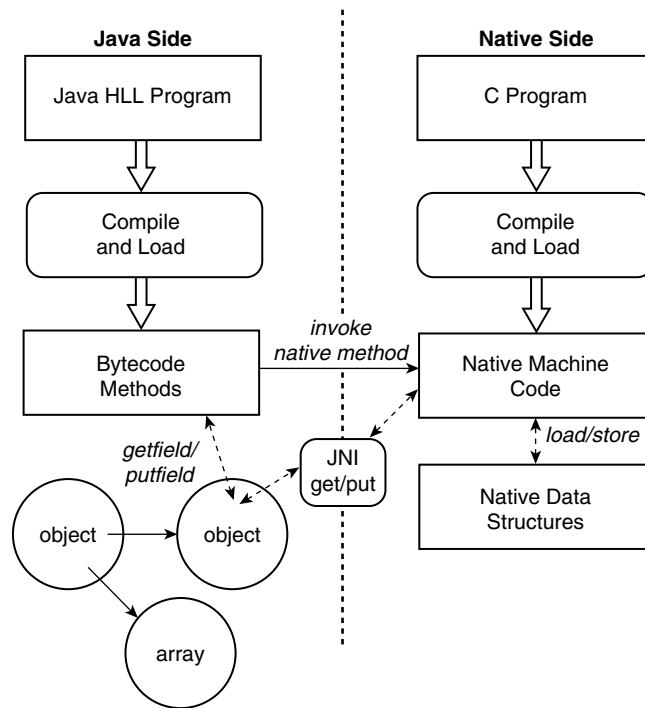 Java Side
Native Side
Java HLL Program
C Program
Compile
and Load
Compile
and Load
invoke
native method
Bytecode
Methods
Native Machine
Code
getfield/
putfield
JNI
get/put
load/store
Native Data
Structures
object
object
array